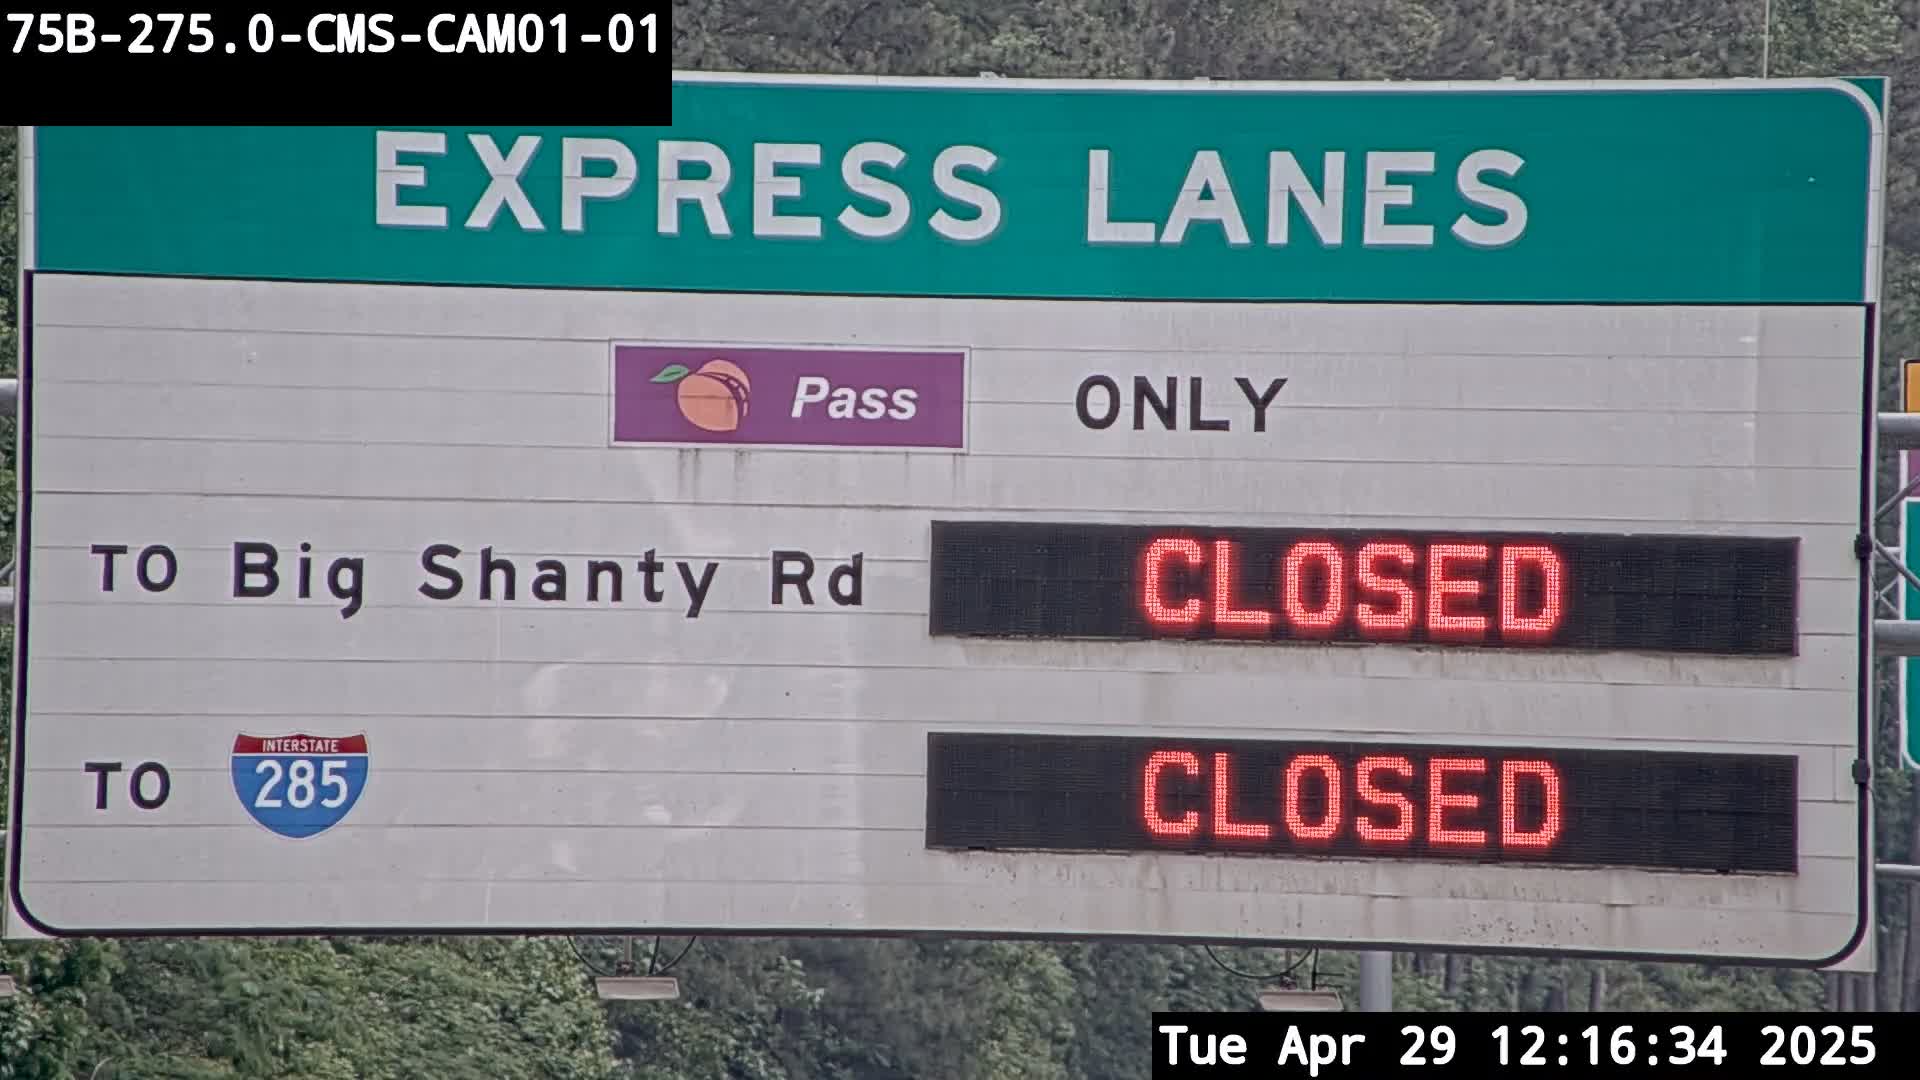 75B-275.0-CMS-CAM01-01
EXPRESS LANES
Pass ONLY
TO Big Shanty Rd CLOSED
INTERSTATE
TO 285 CLOSED
Tue Apr 29 12:16:34 2025